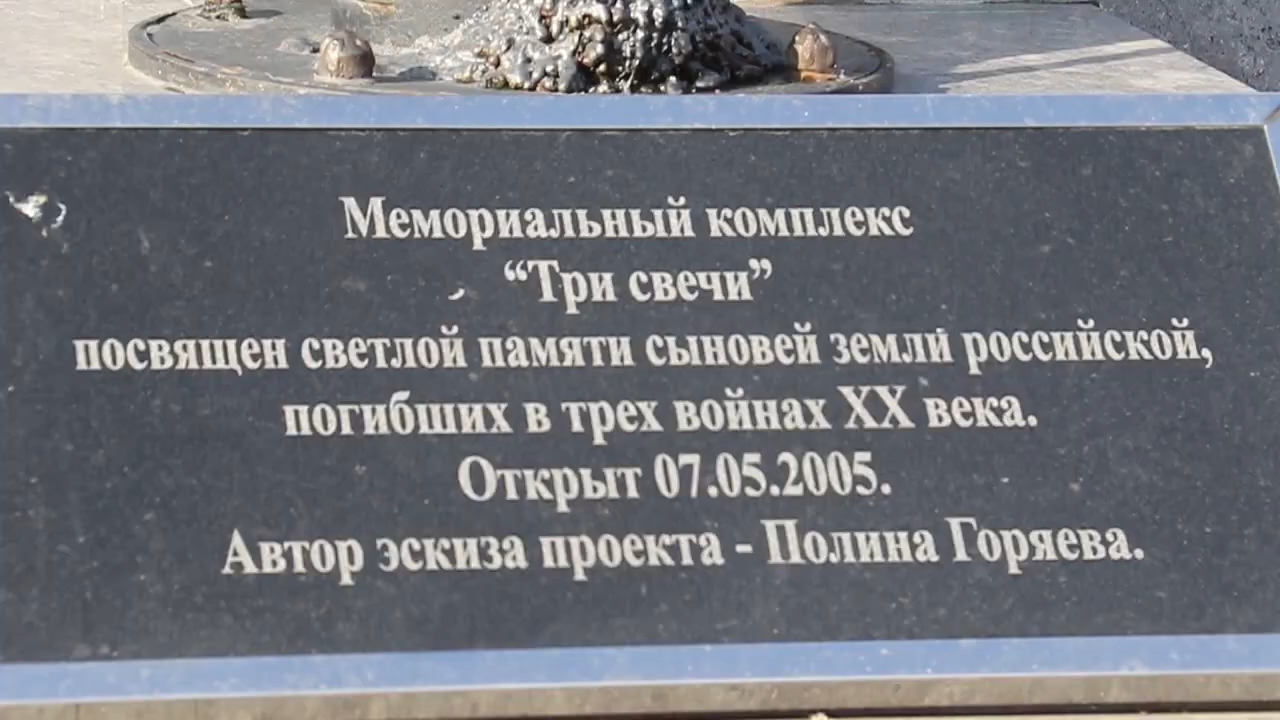 Мемориальный комплекс
“Три свечи”
посвящен светлой памяти сыновей земли российской,
погибших в трех войнах XX века.
Открыт 07.05.2005.
Автор эскиза проекта - Полина Горяева.